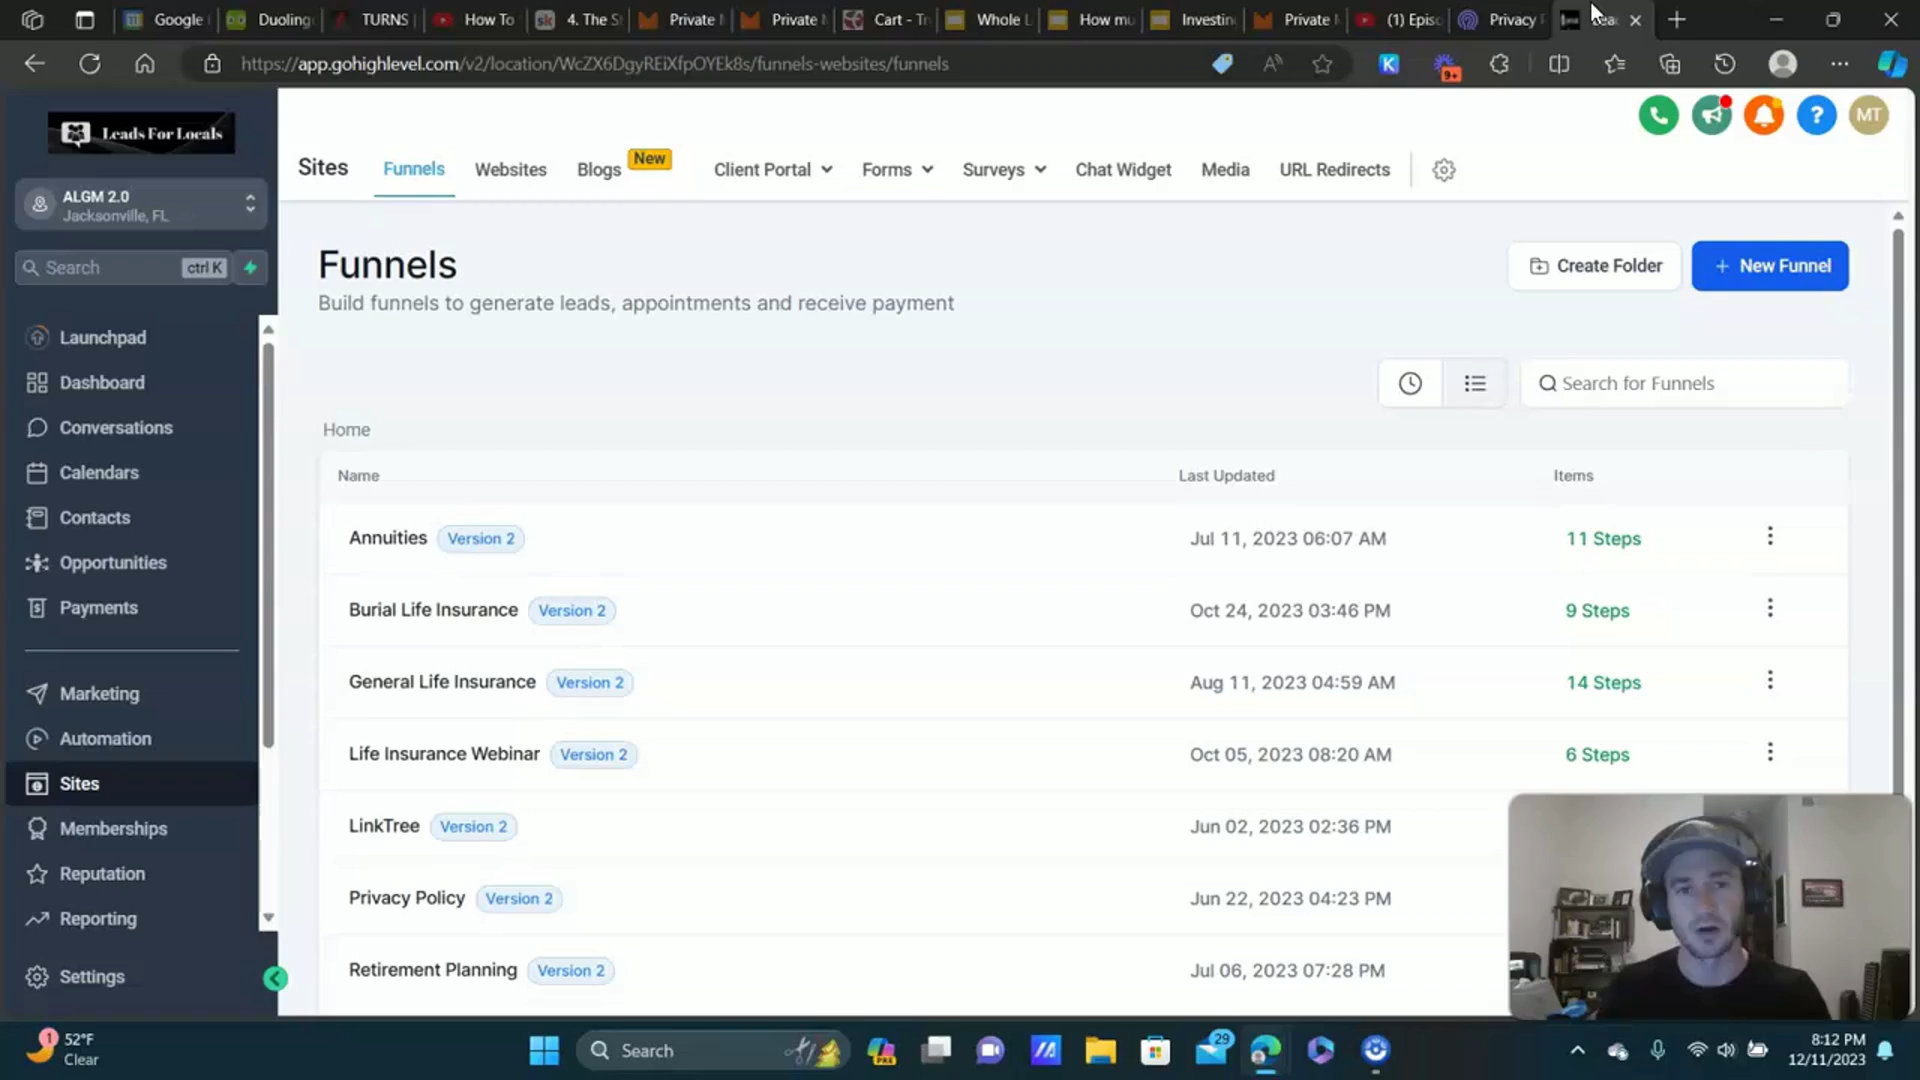 Google
Duoling
TURNS
How To
4. The S
Private
Private
Cart - Tr
Whole L
How mu
Investin
Private
(1) Epis
Privacy
https://app.gohighlevel.com/v2/location/WcZX6DgyREiXfpOYEk8s/funnels-websites/funnels
9+
Leads For Locals
ALGM 2.0
Jacksonville, FL
Search
ctrl K
Launchpad
Dashboard
Conversations
Calendars
Contacts
Opportunities
Payments
Marketing
Automation
Sites
Memberships
Reputation
Reporting
Settings
MT
Sites
Funnels
Websites
Blogs
New
Client Portal
Forms
Surveys
Chat Widget
Media
URL Redirects
Funnels
Build funnels to generate leads, appointments and receive payment
Create Folder
+ New Funnel
Search for Funnels
Home
Name Last Updated Items
Annuities Version 2 Jul 11, 2023 06:07 AM 11 Steps
Burial Life Insurance Version 2 Oct 24, 2023 03:46 PM 9 Steps
General Life Insurance Version 2 Aug 11, 2023 04:59 AM 14 Steps
Life Insurance Webinar Version 2 Oct 05, 2023 08:20 AM 6 Steps
LinkTree Version 2 Jun 02, 2023 02:36 PM
Privacy Policy Version 2 Jun 22, 2023 04:23 PM
Retirement Planning Version 2 Jul 06, 2023 07:28 PM
1
52°F
Clear
Search
PRE
29
8:12 PM
12/11/2023